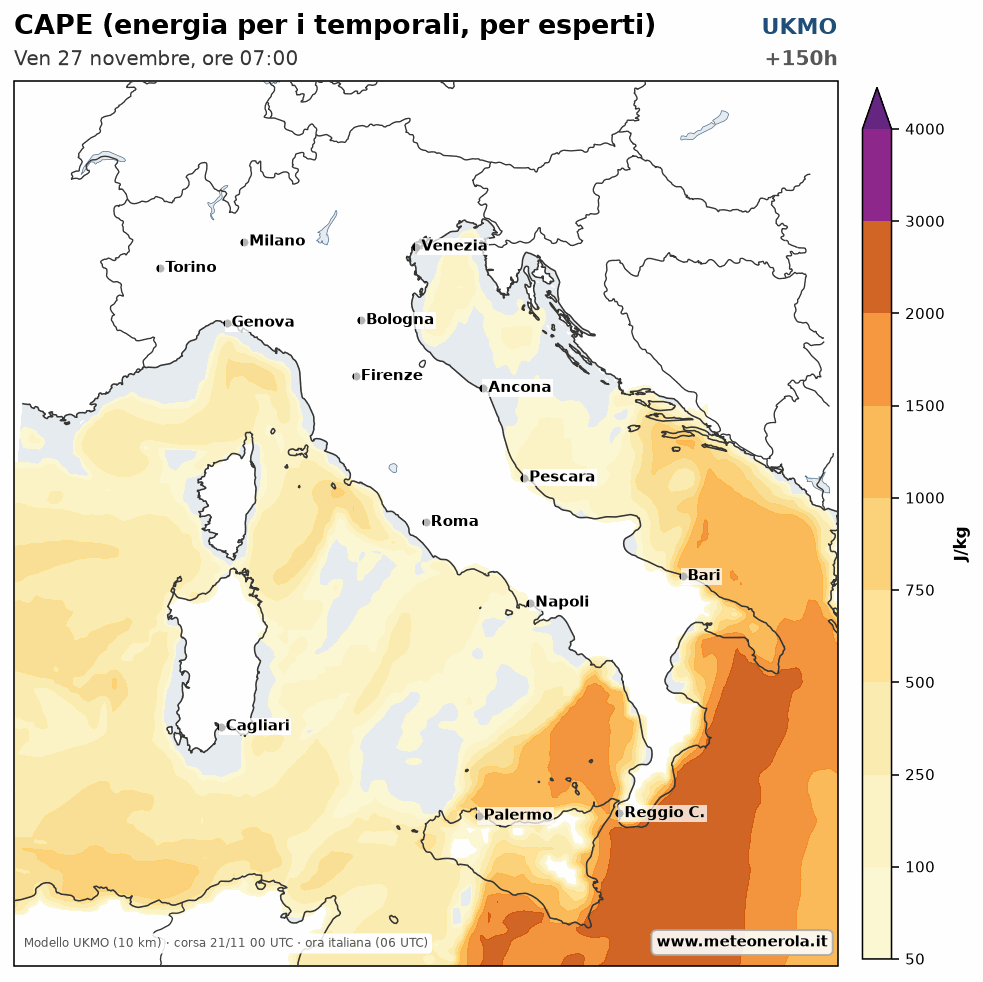 CAPE (energia per i temporali, per esperti)
UKMO
Ven 27 novembre, ore 07:00
+150h
Milano
Venezia
Torino
Genova
Bologna
Firenze
Ancona
Pescara
Roma
Bari
Napoli
Cagliari
Palermo
Reggio C.
4000
3000
2000
1500
1000
750
500
250
100
50
J/kg
Modello UKMO (10 km) · corsa 21/11 00 UTC · ora italiana (06 UTC)
www.meteonerola.it